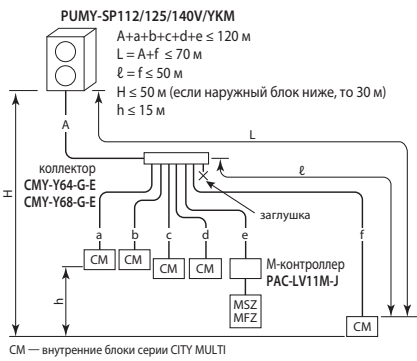 PUMY-SP112/125/140V/YKM
A+a+b+c+d+e ≤ 120 м
L = A+f ≤ 70 м
ℓ = f ≤ 50 м
H ≤ 50 м (если наружный блок ниже, то 30 м)
h ≤ 15 м
A
L
H
коллектор
CMY-Y64-G-E
CMY-Y68-G-E
ℓ
заглушка
a
b
c
d
e
f
CM
CM
CM
CM
М-контроллер
PAC-LV11M-J
h
MSZ
MFZ
CM
CM — внутренние блоки серии CITY MULTI